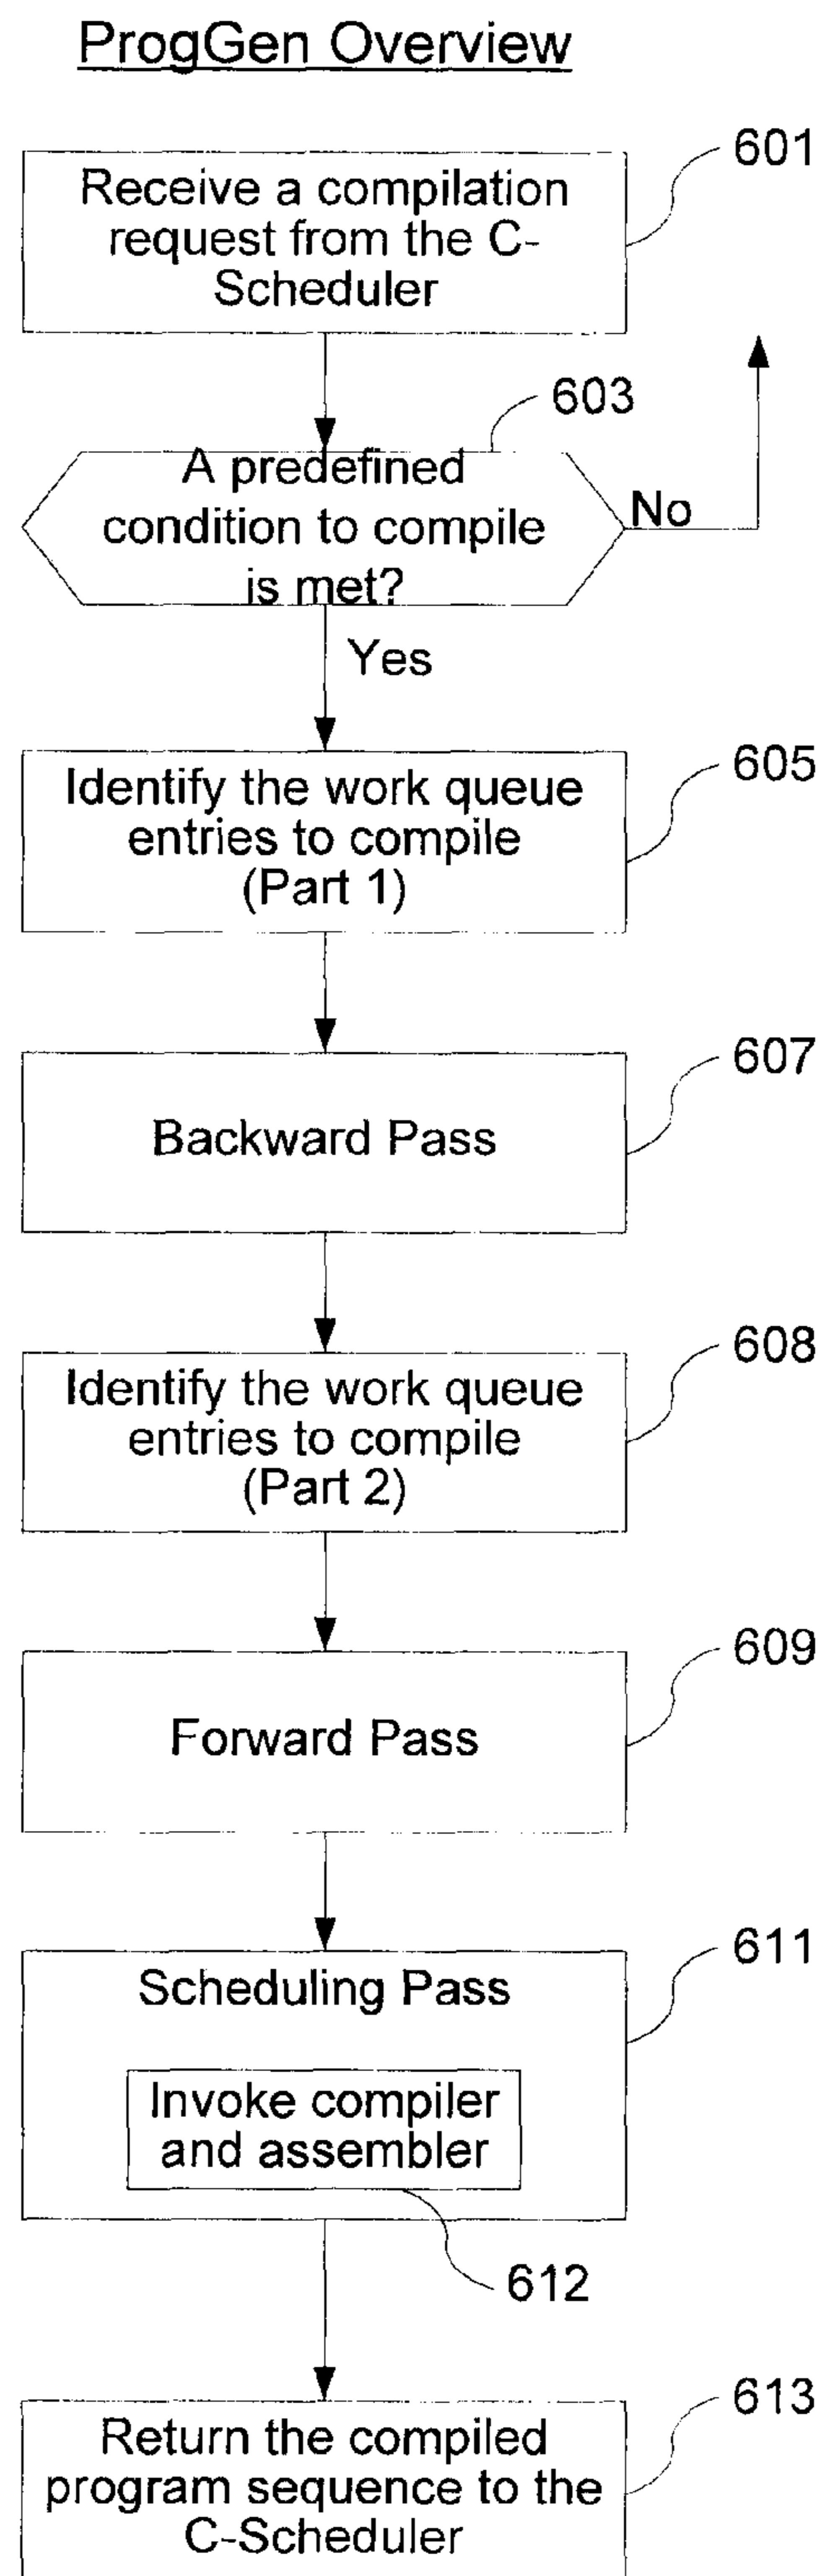 ProgGen Overview
601
Receive a compilation
request from the C-
Scheduler
603
A predefined
condition to compile
is met?
No
Yes
605
Identify the work queue
entries to compile
(Part 1)
607
Backward Pass
608
Identify the work queue
entries to compile
(Part 2)
609
Forward Pass
611
Scheduling Pass
Invoke compiler
and assembler
612
613
Return the compiled
program sequence to the
C-Scheduler